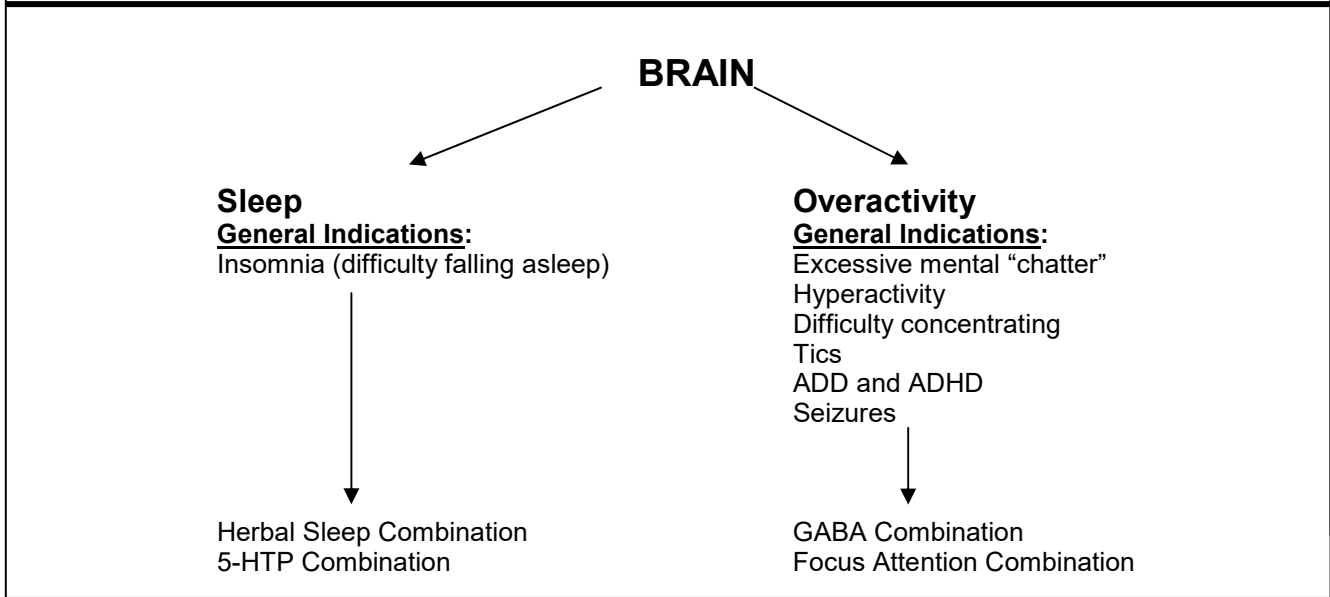 BRAIN
Sleep
General Indications:
Insomnia (difficulty falling asleep)
Herbal Sleep Combination
5-HTP Combination
Overactivity
General Indications:
Excessive mental “chatter”
Hyperactivity
Difficulty concentrating
Tics
ADD and ADHD
Seizures
GABA Combination
Focus Attention Combination